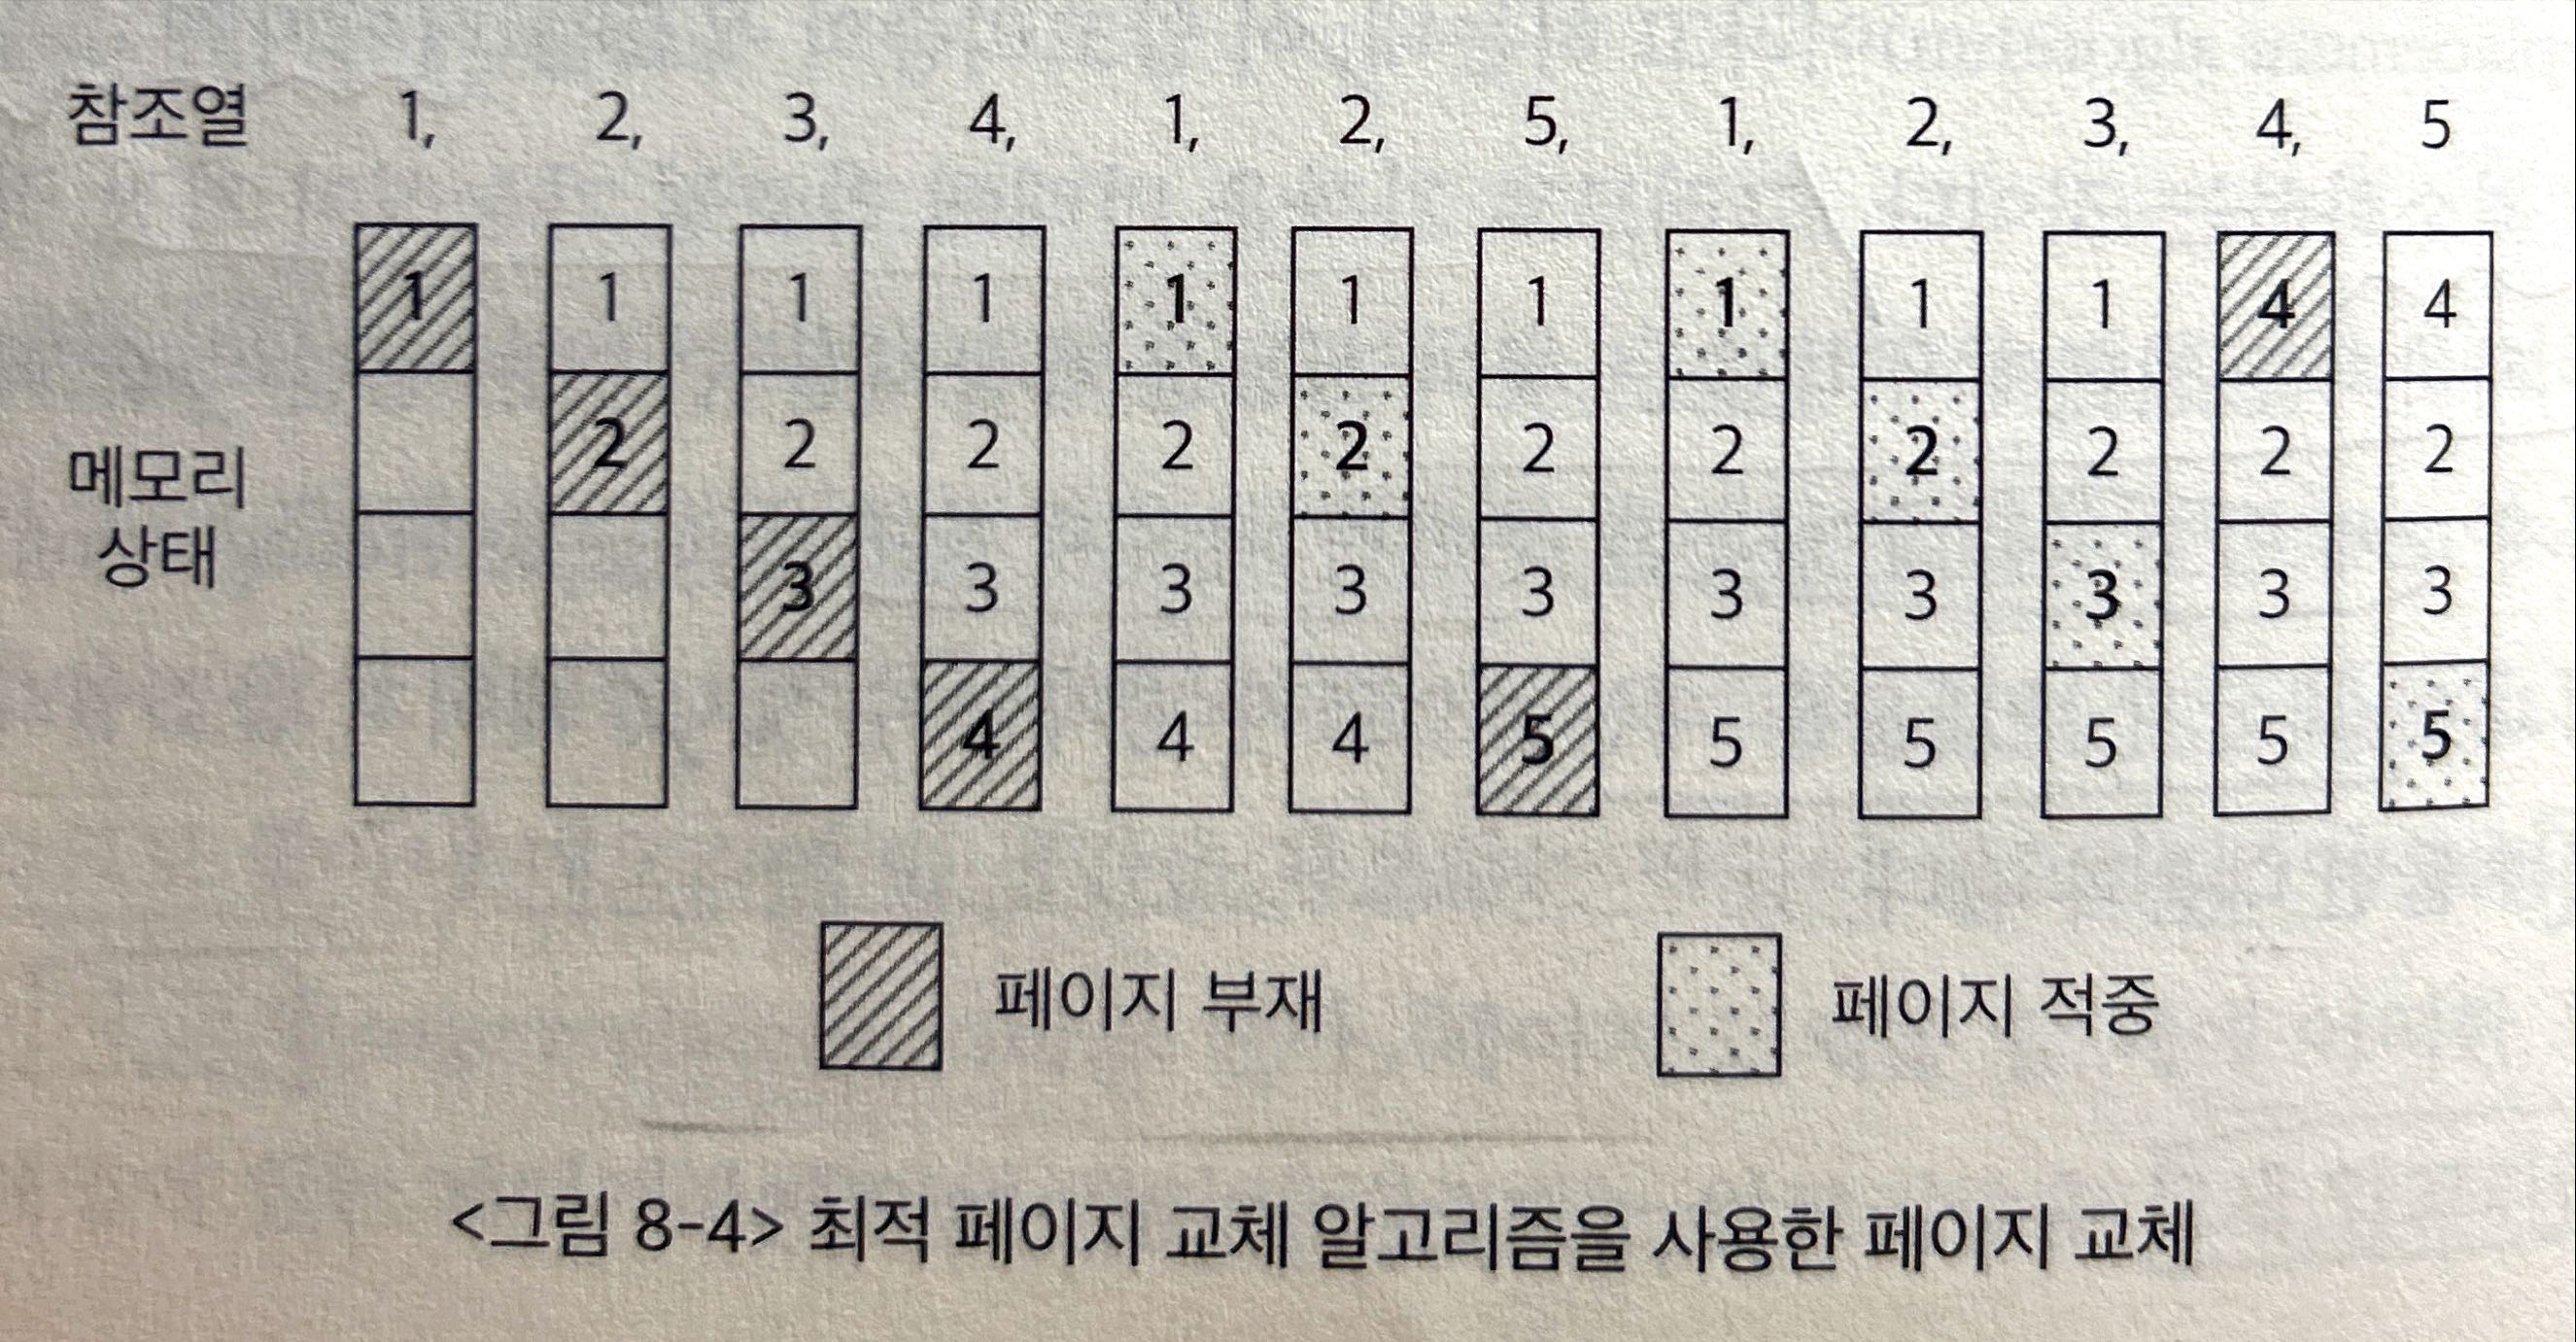 참조열 1, 2, 3, 4, 1, 2, 5, 1, 2, 3, 4, 5
메모리
상태
1 1 1 1 1 1 1 1 1 1 4 4
2 2 2 2 2 2 2 2 2 2 2
3 3 3 3 3 3 3 3 3 3
4 4 4 5 5 5 5 5 5
페이지 부재 페이지 적중
<그림 8-4> 최적 페이지 교체 알고리즘을 사용한 페이지 교체